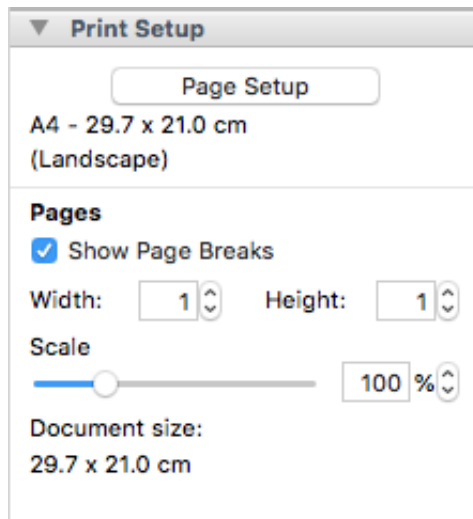 Print Setup
Page Setup
A4 - 29.7 x 21.0 cm
(Landscape)
Pages
Show Page Breaks
Width: 1 Height: 1
Scale
100 %
Document size:
29.7 x 21.0 cm